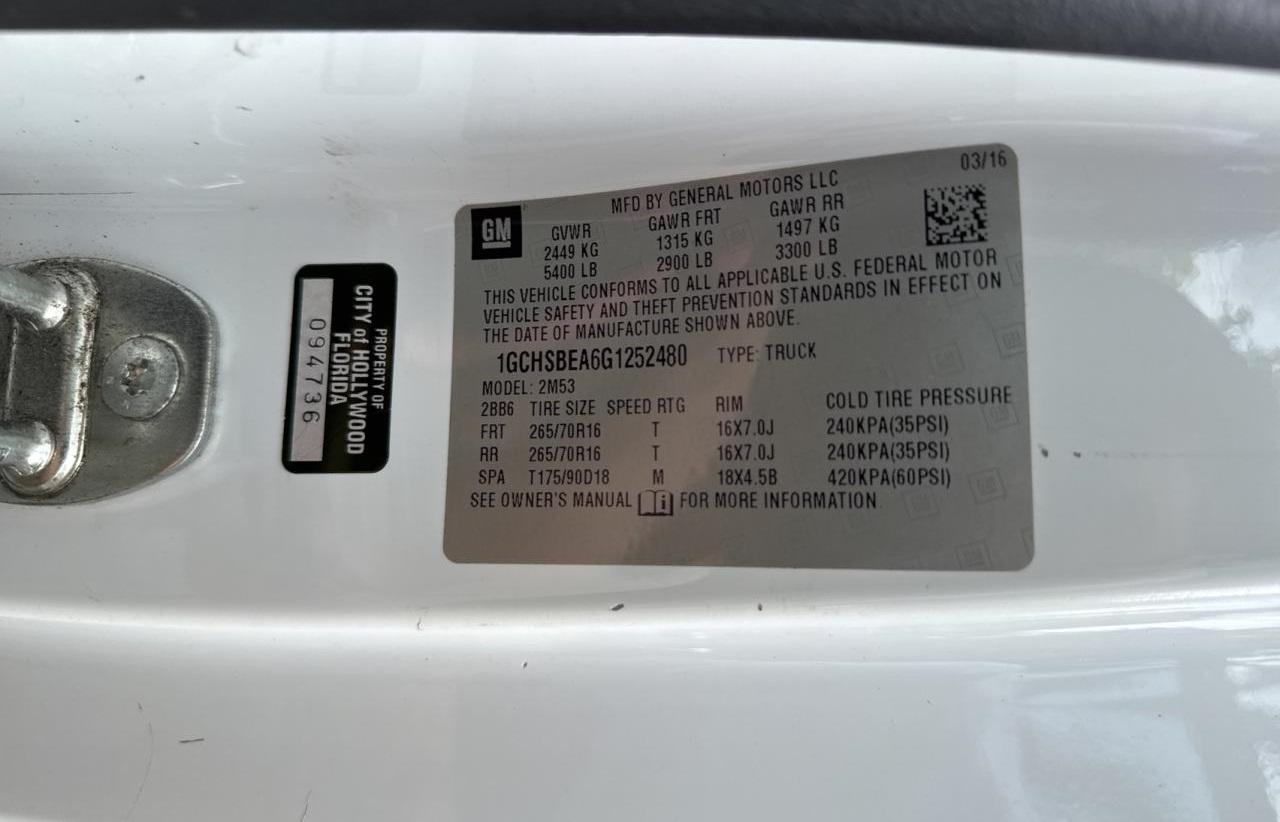 PROPERTY OF
CITY of HOLLYWOOD
FLORIDA
094736
GM
MFD BY GENERAL MOTORS LLC
03/16
GVWR GAWR FRT GAWR RR
2449 KG 1315 KG 1497 KG
5400 LB 2900 LB 3300 LB
THIS VEHICLE CONFORMS TO ALL APPLICABLE U.S. FEDERAL MOTOR
VEHICLE SAFETY AND THEFT PREVENTION STANDARDS IN EFFECT ON
THE DATE OF MANUFACTURE SHOWN ABOVE.
1GCHSBEA6G1252480 TYPE: TRUCK
MODEL: 2M53
2BB6 TIRE SIZE SPEED RTG RIM COLD TIRE PRESSURE
FRT 265/70R16 T 16X7.0J 240KPA(35PSI)
RR 265/70R16 T 16X7.0J 240KPA(35PSI)
SPA T175/90D18 M 18X4.5B 420KPA(60PSI)
SEE OWNER'S MANUAL FOR MORE INFORMATION.